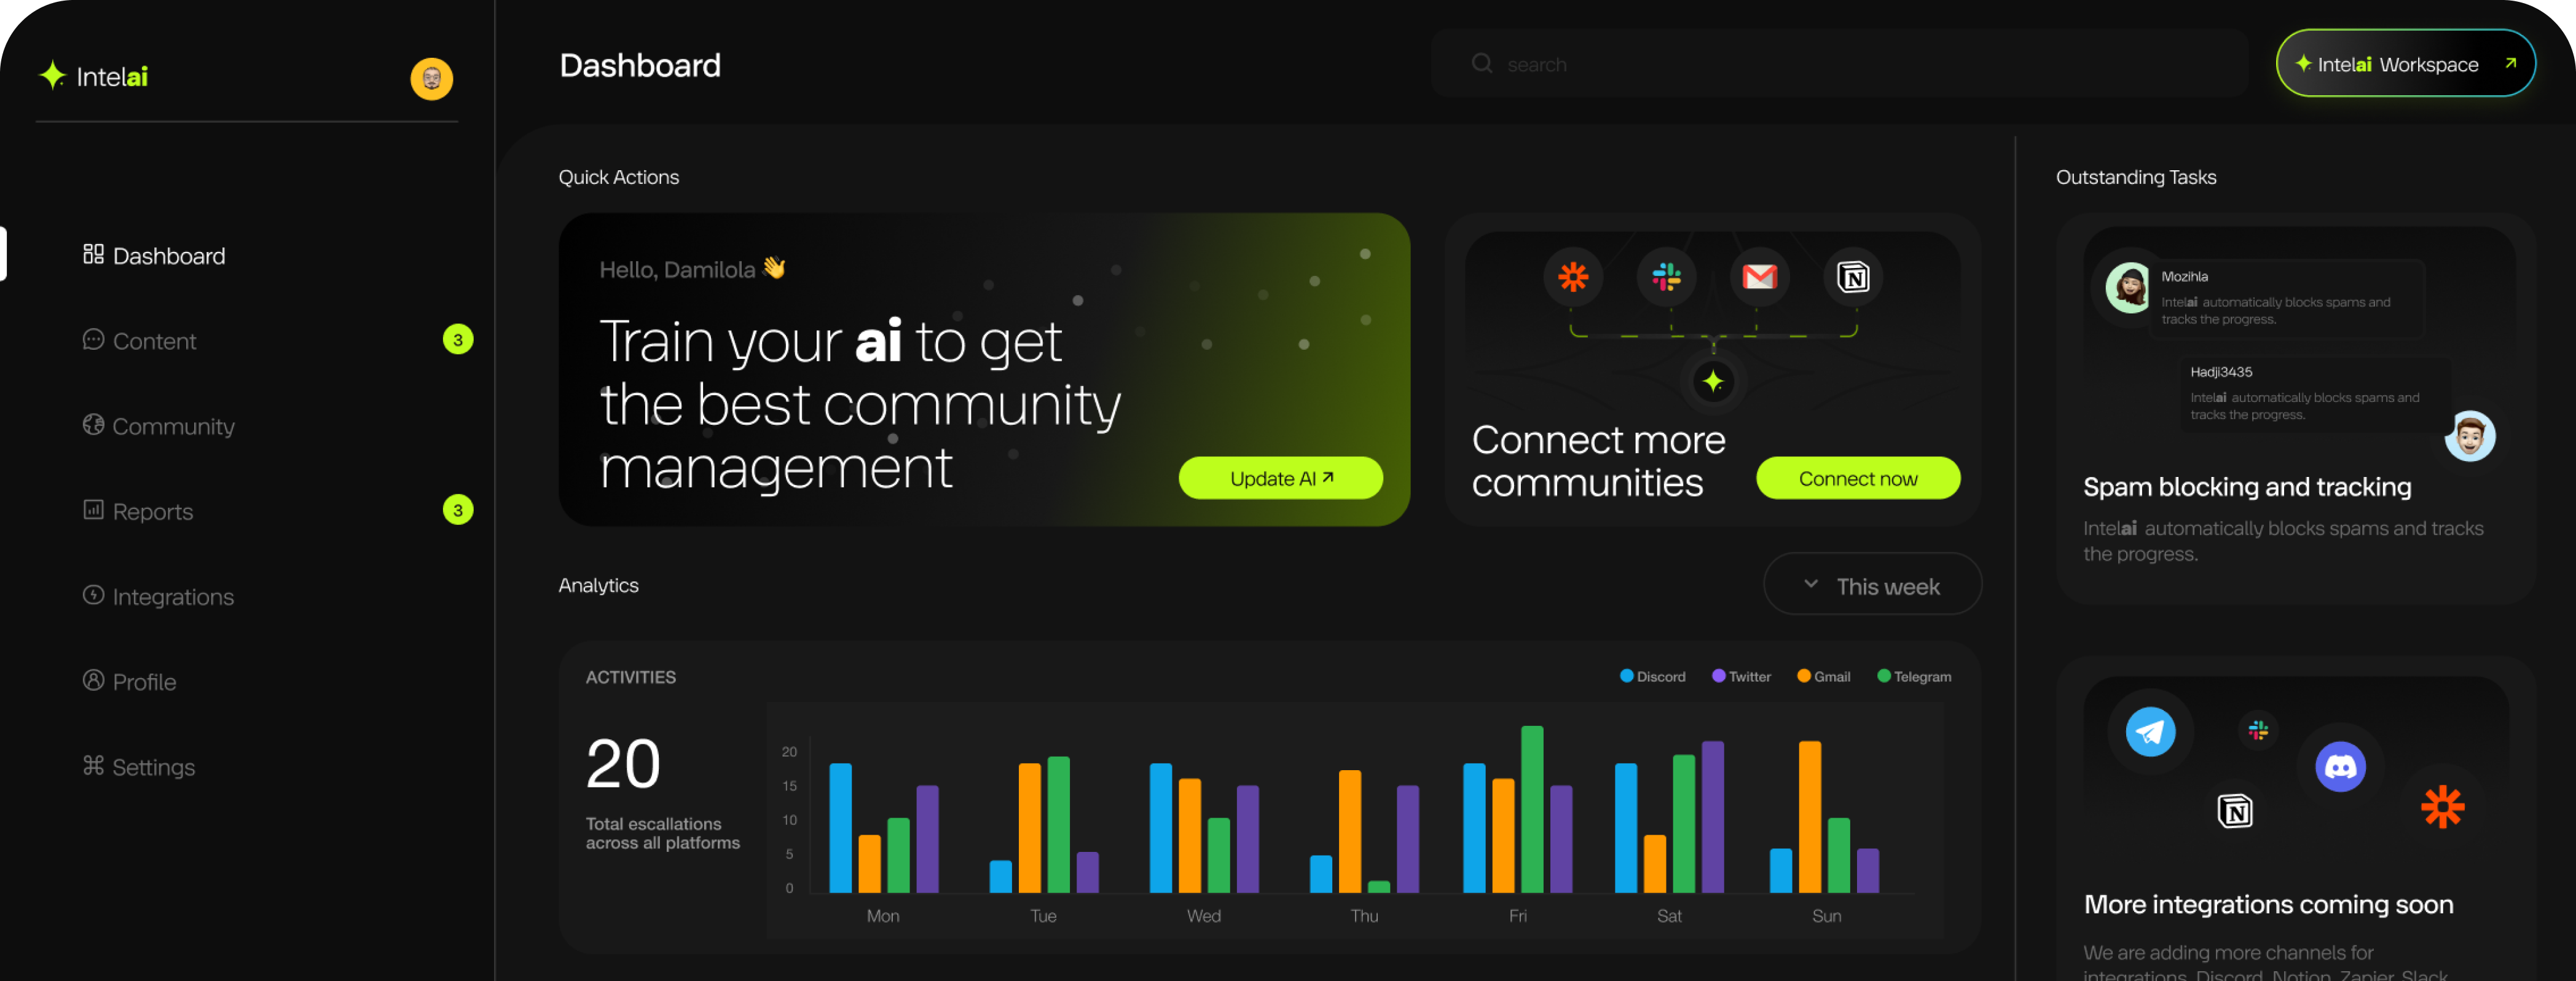 Intelai
Dashboard
Content
3
Community
Reports
3
Integrations
Profile
Settings
Dashboard
search
Intelai Workspace
Quick Actions
Hello, Damilola
Train your ai to get
the best community
management
Update AI
Connect more
communities
Connect now
Analytics
This week
ACTIVITIES
Discord Twitter Gmail Telegram
20
Total escallations
across all platforms
20
15
10
5
0
Mon Tue Wed Thu Fri Sat Sun
Outstanding Tasks
Mozihla
Intelai automatically blocks spams and
tracks the progress.
Hadji3435
Intelai automatically blocks spams and
tracks the progress.
Spam blocking and tracking
Intelai automatically blocks spams and tracks
the progress.
More integrations coming soon
We are adding more channels for
integrations, Discord, Notion, Zapier, Slack